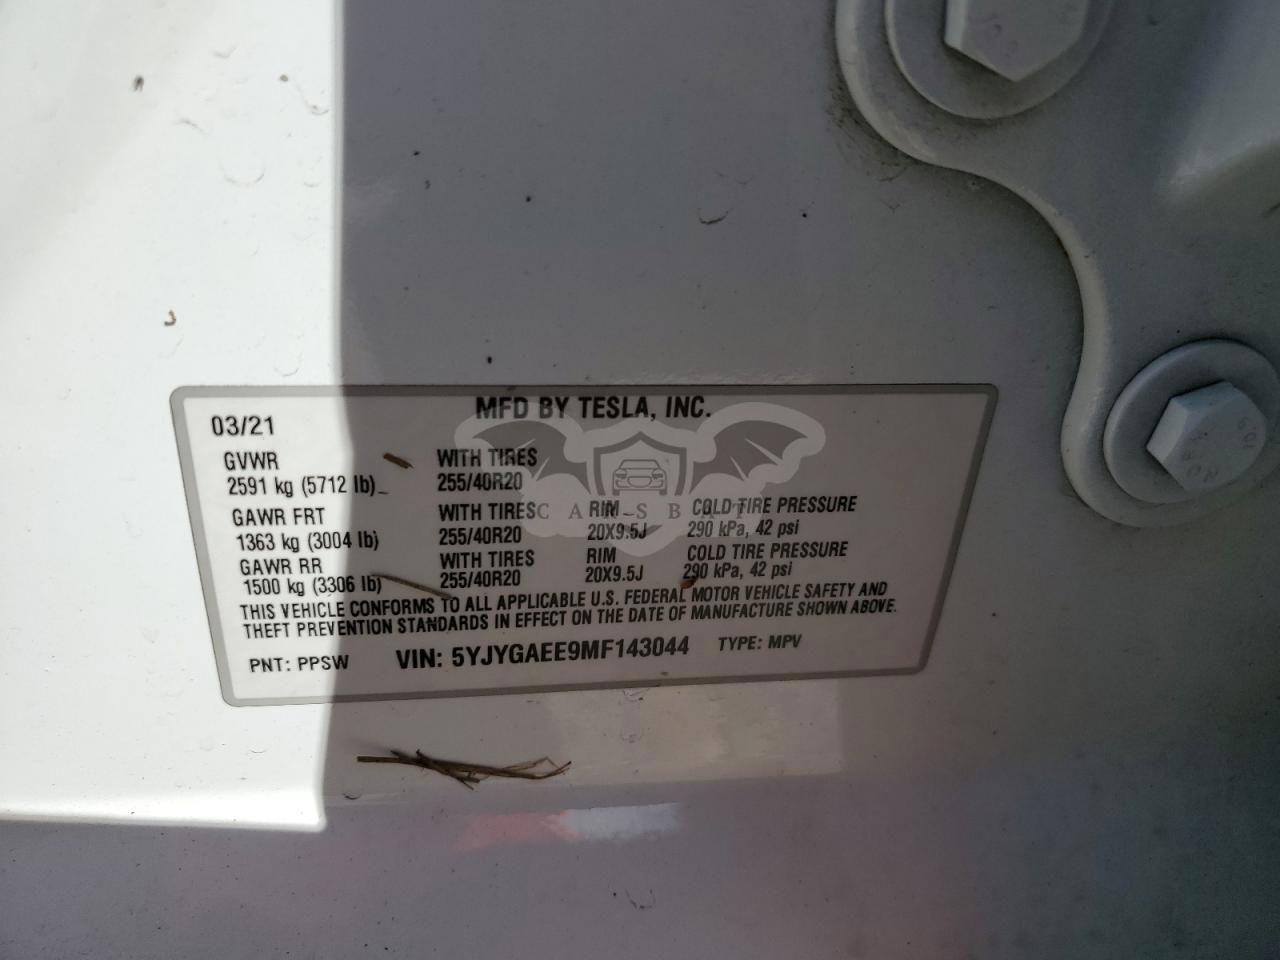 MFD BY TESLA, INC.
03/21
GVWR WITH TIRES
2591 kg (5712 lb) 255/40R20
GAWR FRT WITH TIRES RIM COLD TIRE PRESSURE
1363 kg (3004 lb) 255/40R20 20X9.5J 290 kPa, 42 psi
GAWR RR WITH TIRES RIM COLD TIRE PRESSURE
1500 kg (3306 lb) 255/40R20 20X9.5J 290 kPa, 42 psi
THIS VEHICLE CONFORMS TO ALL APPLICABLE U.S. FEDERAL MOTOR VEHICLE SAFETY AND
THEFT PREVENTION STANDARDS IN EFFECT ON THE DATE OF MANUFACTURE SHOWN ABOVE.
PNT: PPSW VIN: 5YJYGAEE9MF143044 TYPE: MPV
10.9